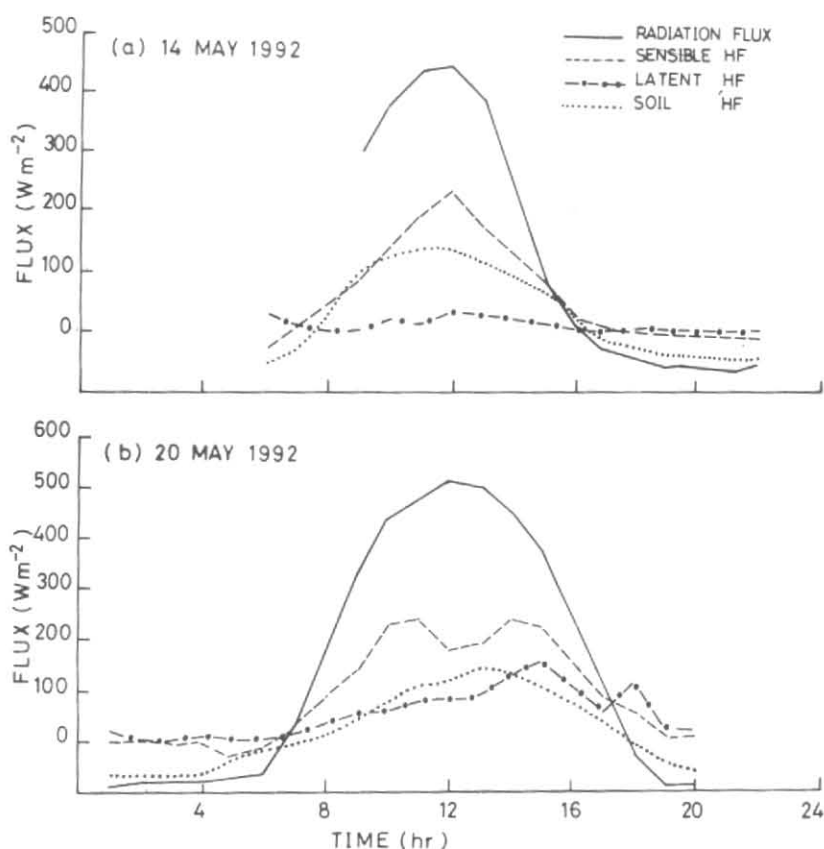 500
400
300
200
100
0
FLUX (Wm-2)
(a) 14 MAY 1992
RADIATION FLUX
SENSIBLE HF
LATENT HF
SOIL HF
600
500
400
300
200
100
0
FLUX (Wm-2)
(b) 20 MAY 1992
4 8 12 16 20 24
TIME (hr)